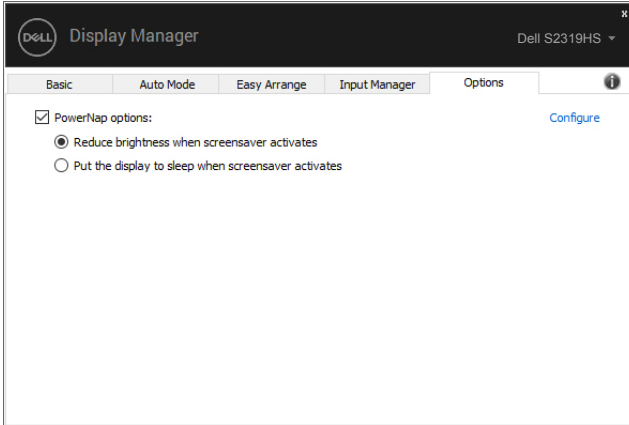 x
DELL Display Manager
Dell S2319HS
Basic Auto Mode Easy Arrange Input Manager Options i
PowerNap options: Configure
Reduce brightness when screensaver activates
Put the display to sleep when screensaver activates